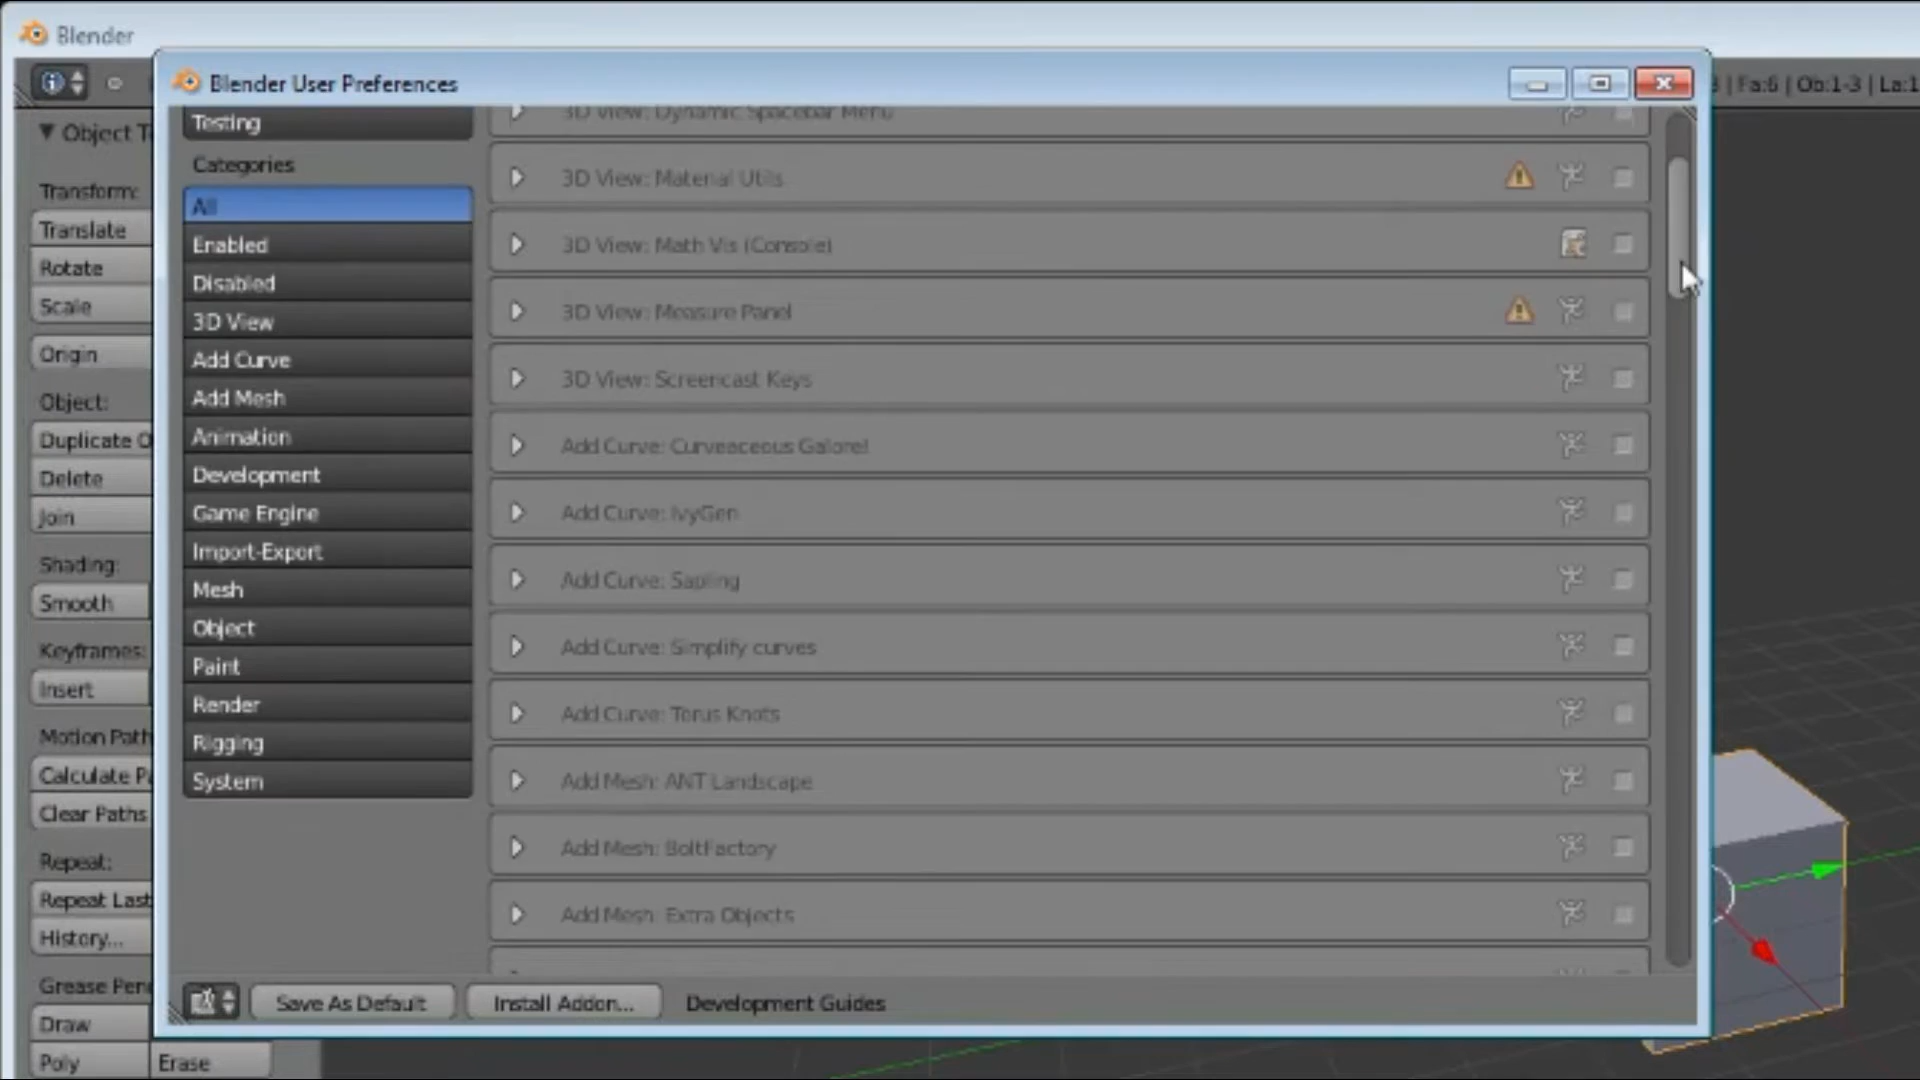 Blender
Blender User Preferences
Fa:6 | Ob:1-3 | La:1
Object T
Transform:
Translate
Rotate
Scale
Origin
Object:
Duplicate O
Delete
Join
Shading:
Smooth
Keyframes:
Insert
Motion Path
Calculate Pa
Clear Paths
Repeat:
Repeat Last
History...
Grease Pen
Draw
Poly
Erase
Testing
Categories
All
Enabled
Disabled
3D View
Add Curve
Add Mesh
Animation
Development
Game Engine
Import-Export
Mesh
Object
Paint
Render
Rigging
System
3D View: Dynamic Spacebar Menu
3D View: Material Utils
3D View: Math Vis (Console)
3D View: Measure Panel
3D View: Screencast Keys
Add Curve: Curveaceous Galore!
Add Curve: IvyGen
Add Curve: Sapling
Add Curve: Simplify curves
Add Curve: Torus Knots
Add Mesh: ANT Landscape
Add Mesh: BoltFactory
Add Mesh: Extra Objects
Save As Default
Install Addon...
Development Guides